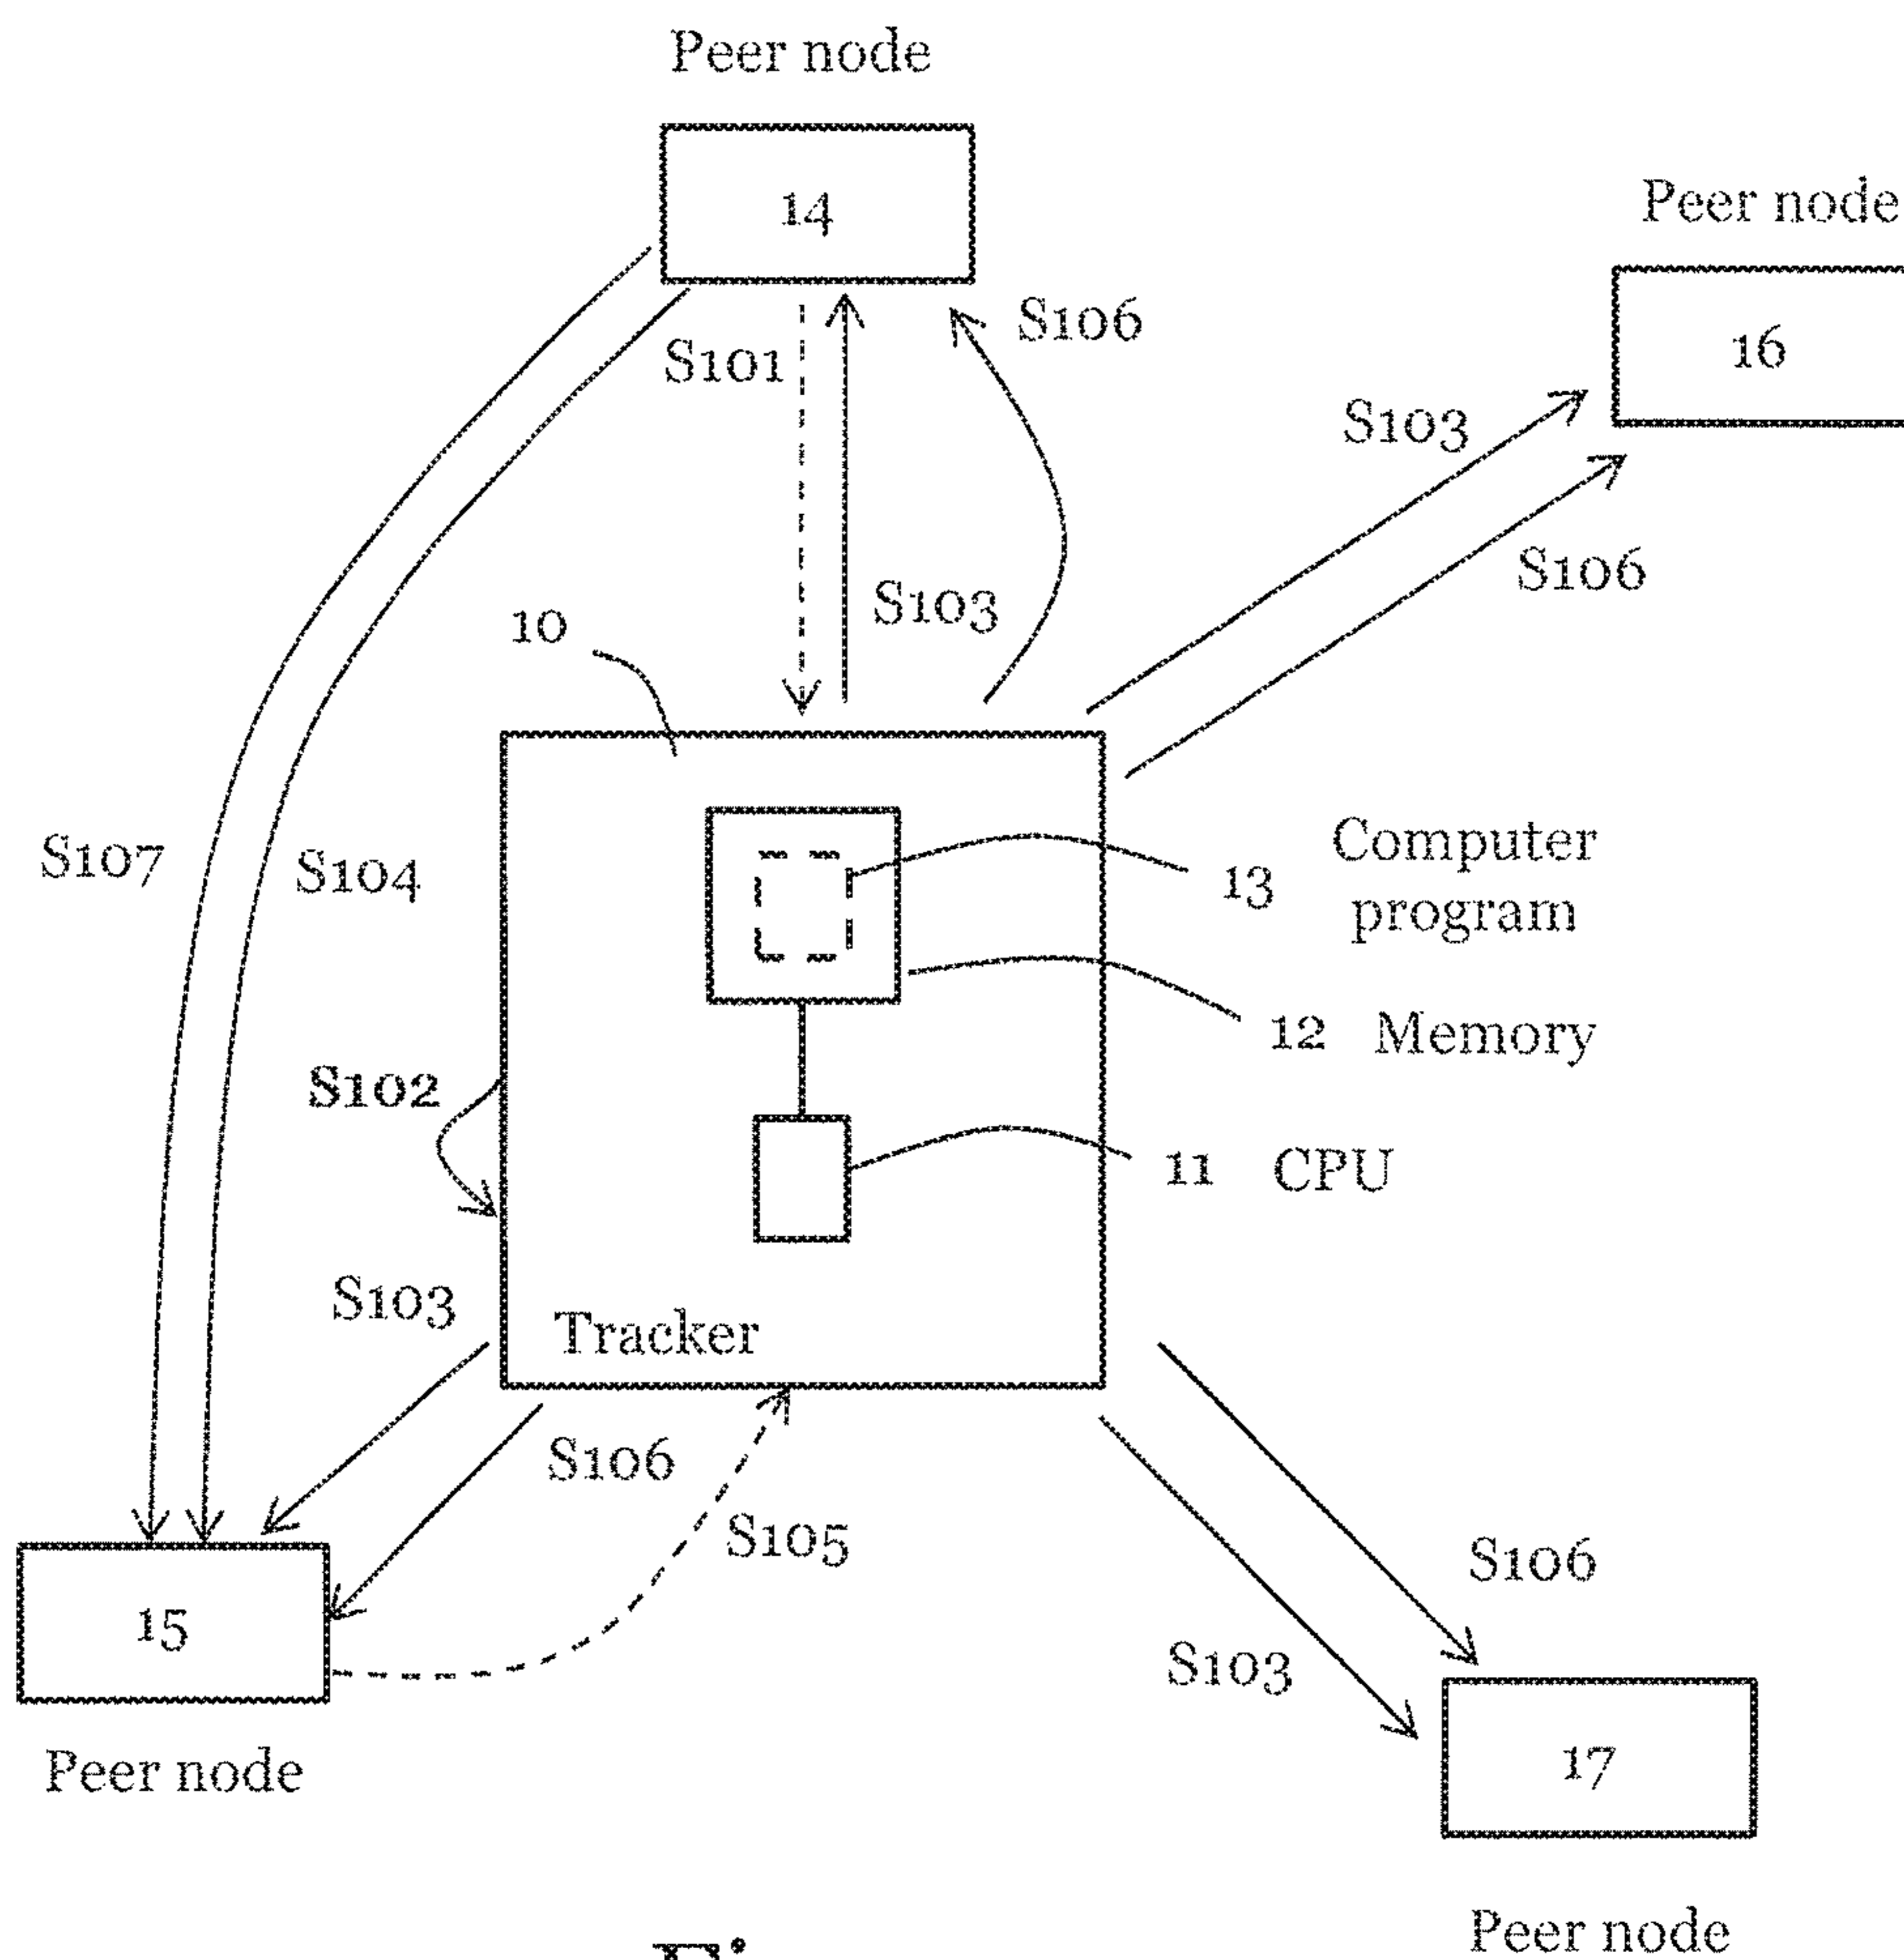 Peer node
14
Peer node
16
S101
S106
S103
S106
S103
10
S107
S104
13
Computer
program
12 Memory
S102
11 CPU
S103
Tracker
S106
S105
15
Peer node
S106
S103
17
Peer node